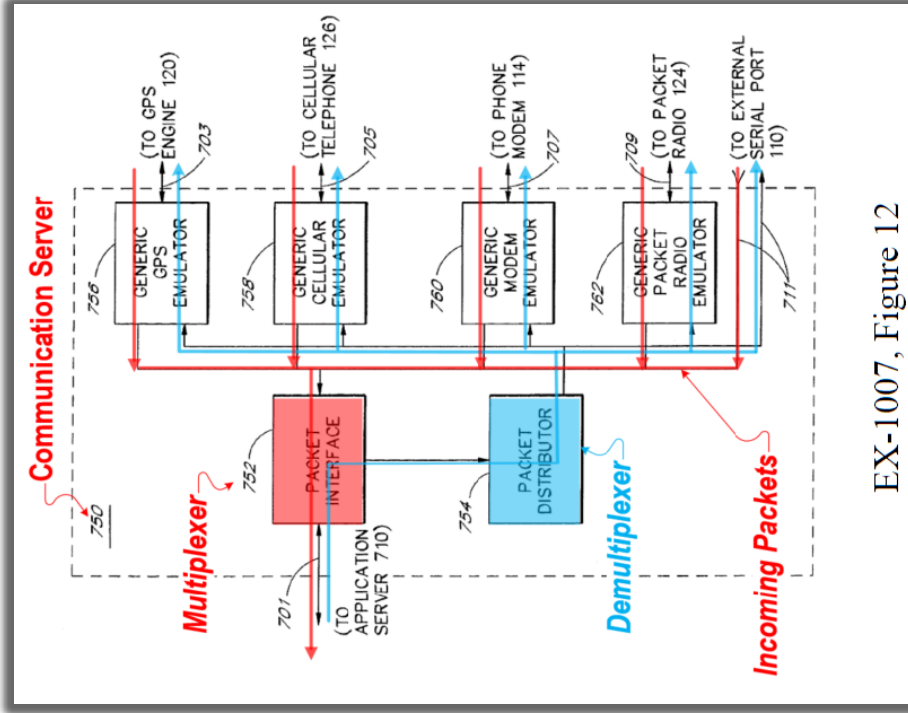 Communication Server
750
756
GENERIC
GPS
EMULATOR
(TO GPS
ENGINE 120)
703
758
GENERIC
CELLULAR
EMULATOR
(TO CELLULAR
TELEPHONE 126)
705
760
GENERIC
MODEM
EMULATOR
(TO PHONE
MODEM 114)
707
762
GENERIC
PACKET
RADIO
EMULATOR
709
(TO PACKET
RADIO 124)
(TO EXTERNAL
SERIAL PORT
110)
711
Multiplexer
752
PACKET
INTERFACE
701
(TO
APPLICATION
SERVER 710)
754
PACKET
DISTRIBUTOR
Demultiplexer
Incoming Packets
EX-1007, Figure 12